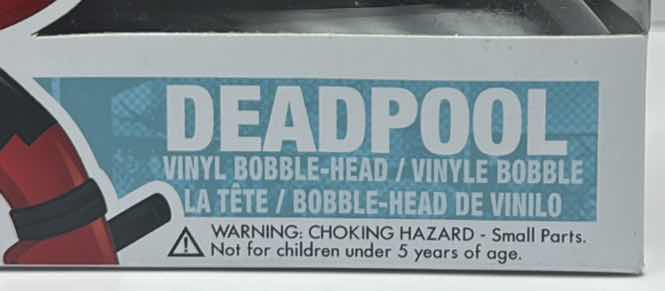 DEADPOOL
VINYL BOBBLE-HEAD / VINYLE BOBBLE
LA TÊTE / BOBBLE-HEAD DE VINILO
WARNING: CHOKING HAZARD - Small Parts.
Not for children under 5 years of age.